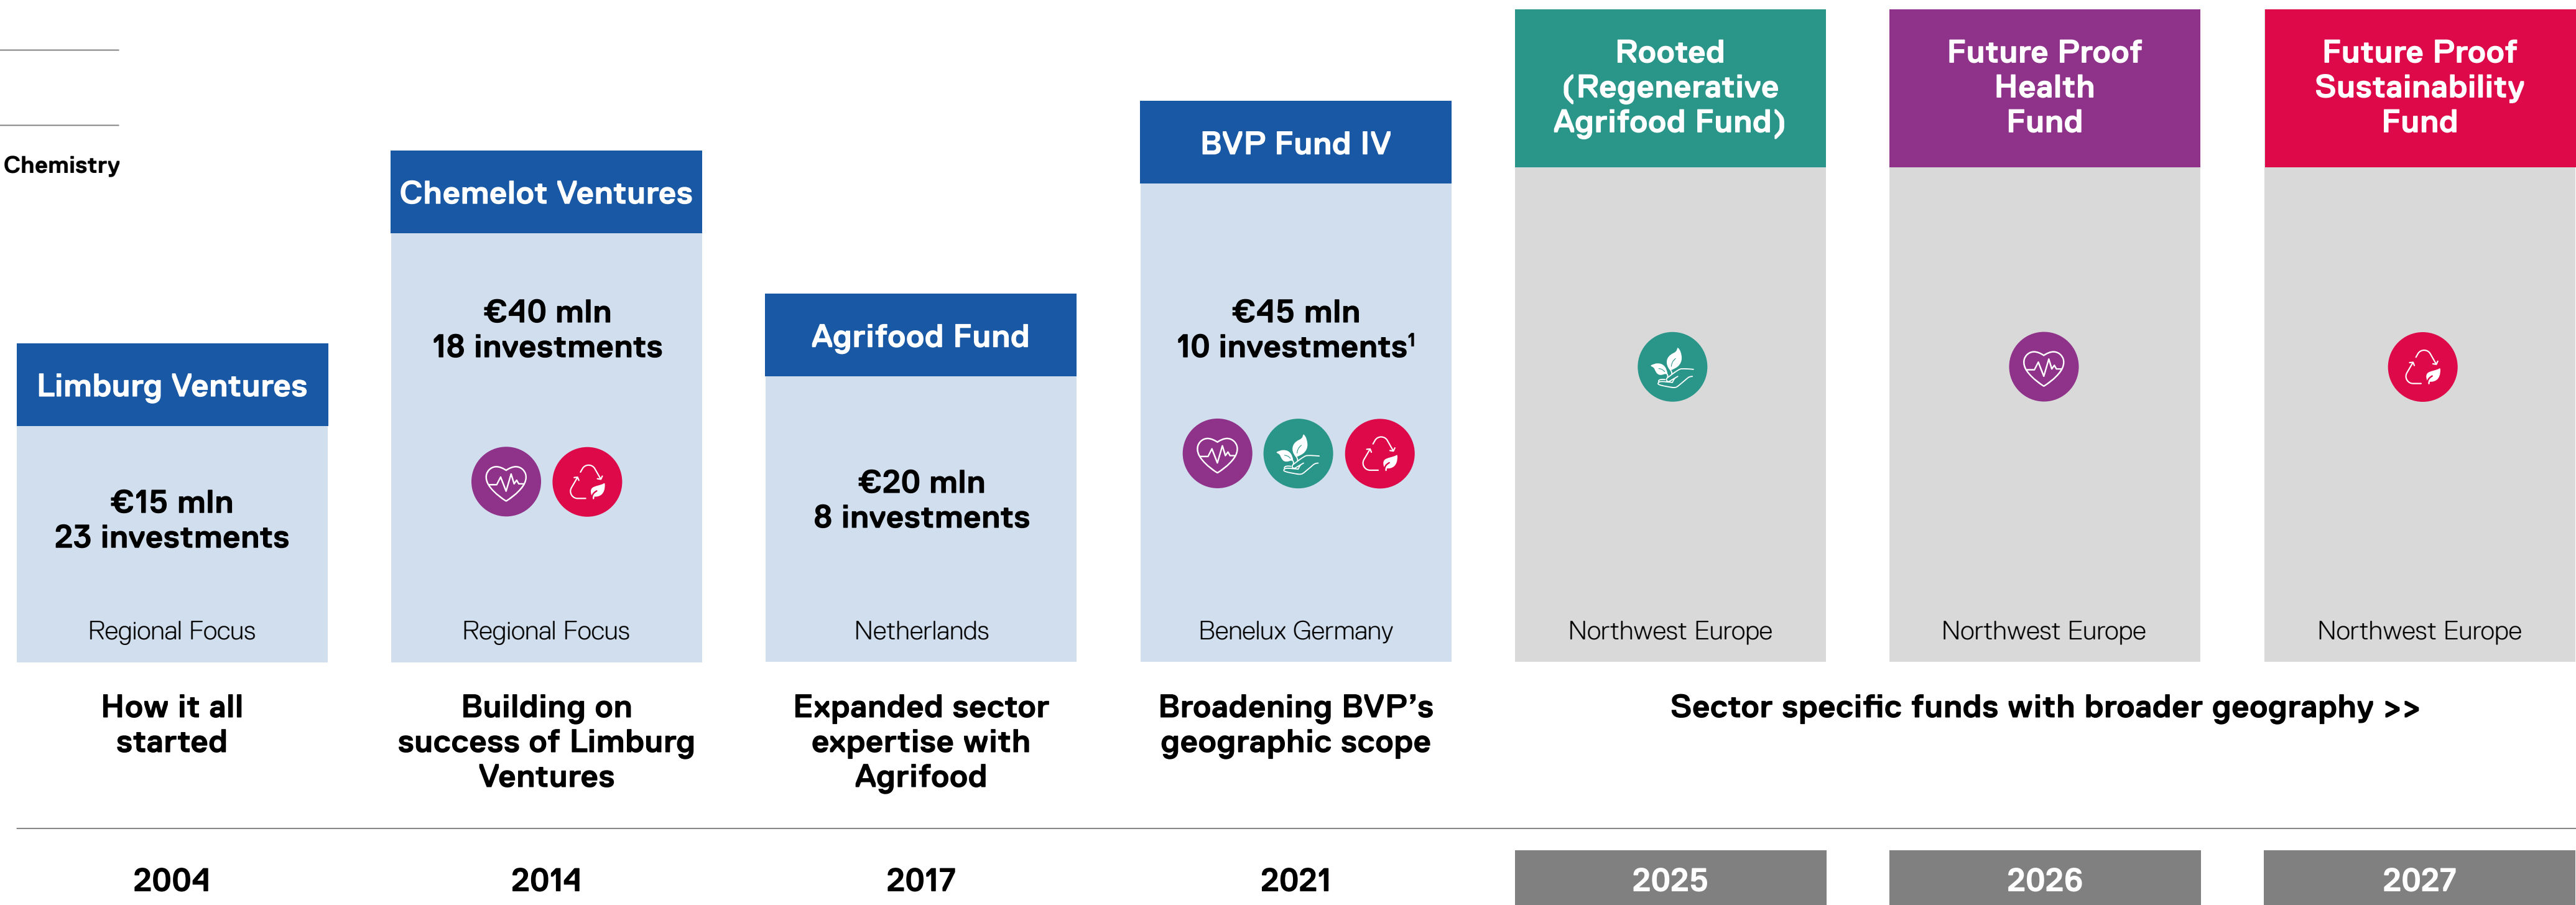 Chemistry
Limburg Ventures
€15 mln
23 investments
Regional Focus
How it all
started
2004
Chemelot Ventures
€40 mln
18 investments
Regional Focus
Building on
success of Limburg
Ventures
2014
Agrifood Fund
€20 mln
8 investments
Netherlands
Expanded sector
expertise with
Agrifood
2017
BVP Fund IV
€45 mln
10 investments¹
Benelux Germany
Broadening BVP’s
geographic scope
2021
Rooted
(Regenerative
Agrifood Fund)
Northwest Europe
Future Proof
Health
Fund
Northwest Europe
Future Proof
Sustainability
Fund
Northwest Europe
Sector specific funds with broader geography >>
2025
2026
2027